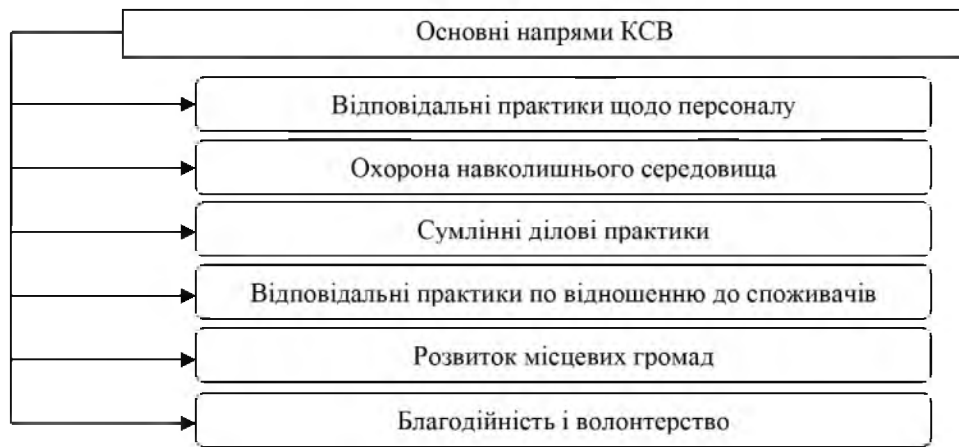 Основні напрями КСВ
Відповідальні практики щодо персоналу
Охорона навколишнього середовища
Сумлінні ділові практики
Відповідальні практики по відношенню до споживачів
Розвиток місцевих громад
Благодійність і волонтерство